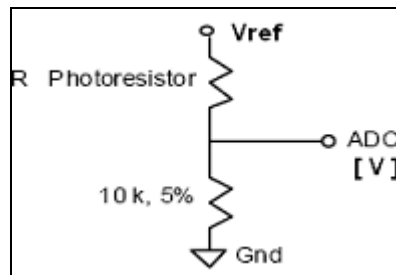 Vref
R Photoresistor
ADC
[ V ]
10 k, 5%
Gnd